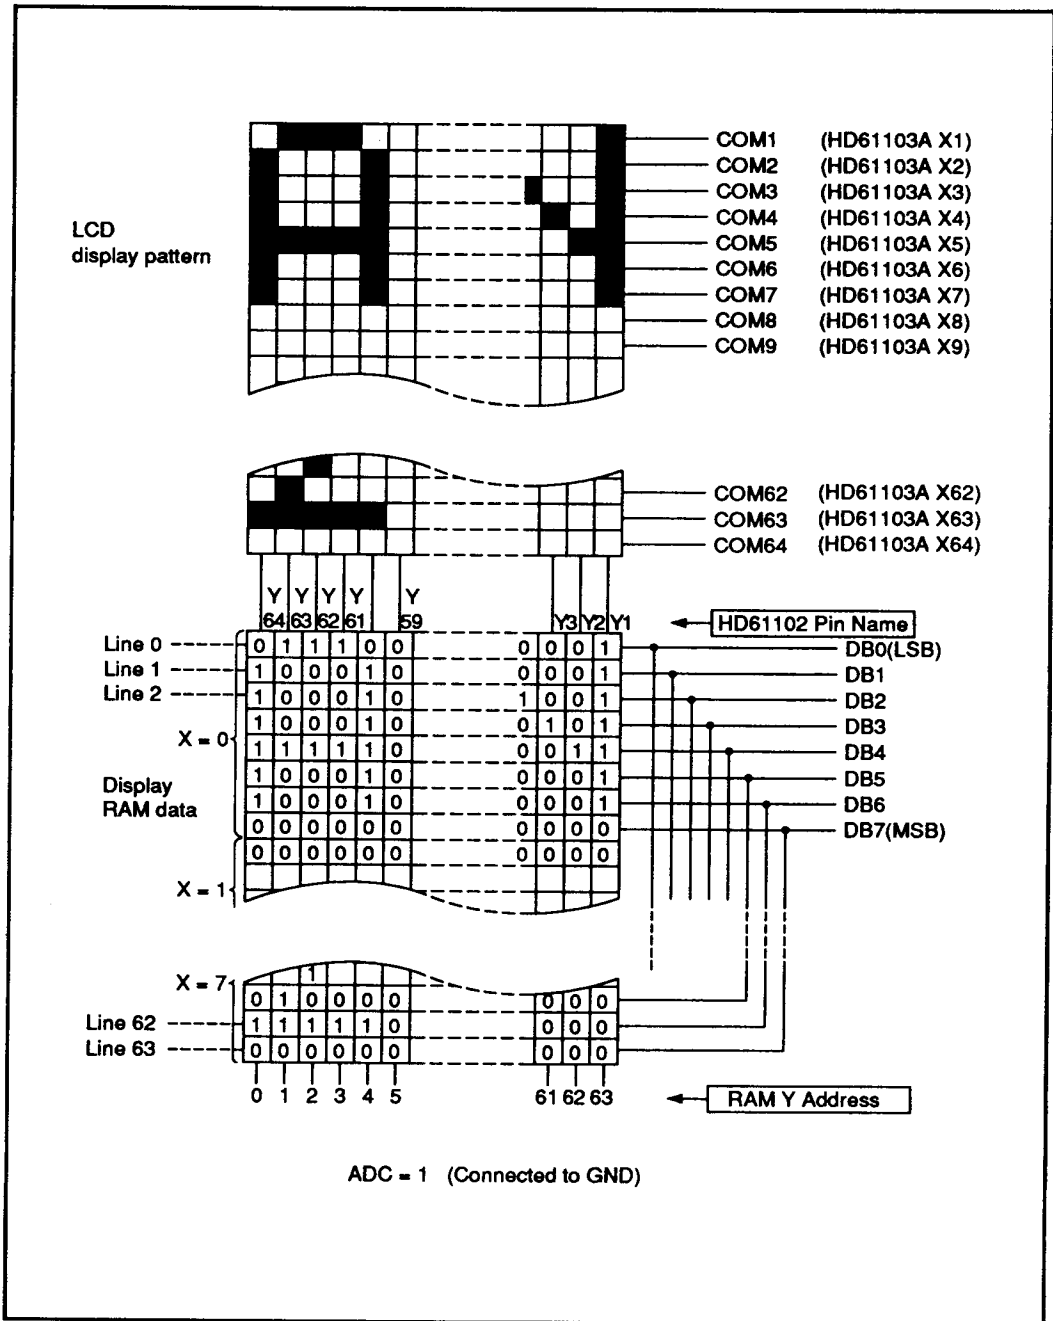 COM1 (HD61103A X1)
COM2 (HD61103A X2)
COM3 (HD61103A X3)
COM4 (HD61103A X4)
LCD
display pattern
COM5 (HD61103A X5)
COM6 (HD61103A X6)
COM7 (HD61103A X7)
COM8 (HD61103A X8)
COM9 (HD61103A X9)
COM62 (HD61103A X62)
COM63 (HD61103A X63)
COM64 (HD61103A X64)
Y Y Y Y Y
64 63 62 61 59 Y3 Y2 Y1
HD61102 Pin Name
Line 0 0 1 1 1 0 0 0 0 0 1 DB0(LSB)
Line 1 1 0 0 0 1 0 0 0 0 1 DB1
Line 2 1 0 0 0 1 0 1 0 0 1 DB2
1 0 0 0 1 0 0 1 0 1 DB3
X = 0
1 1 1 1 1 0 0 0 1 1 DB4
1 0 0 0 1 0 0 0 0 1 DB5
Display
RAM data
1 0 0 0 1 0 0 0 0 1 DB6
0 0 0 0 0 0 0 0 0 0 DB7(MSB)
0 0 0 0 0 0 0 0 0 0
X = 1
X = 7
1
0 1 0 0 0 0 0 0 0
Line 62 1 1 1 1 1 0 0 0 0
Line 63 0 0 0 0 0 0 0 0 0
0 1 2 3 4 5 61 62 63
RAM Y Address
ADC = 1 (Connected to GND)